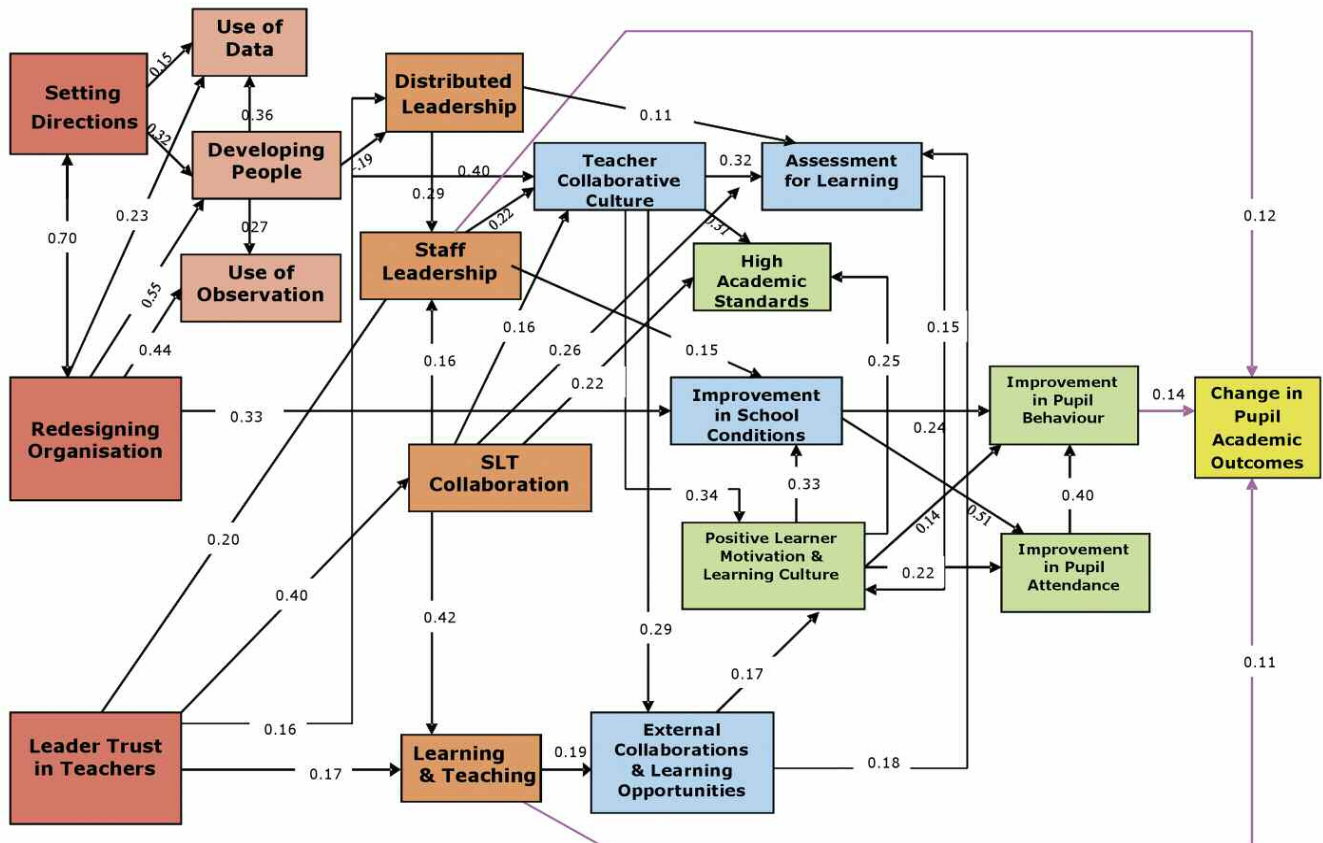 Use of
Data
Setting
Directions
0.15
0.32
0.36
Developing
People
Distributed
Leadership
0.11
-.19
0.40
0.29
0.22
Teacher
Collaborative
Culture
0.32
Assessment
for Learning
0.12
0.70
0.23
027
Use of
Observation
0.55
0.44
Staff
Leadership
0.31
High
Academic
Standards
0.16
0.16
0.26
0.22
0.15
0.25
0.15
Redesigning
Organisation
0.33
Improvement
in School
Conditions
0.24
Improvement
in Pupil
Behaviour
0.14
Change in
Pupil
Academic
Outcomes
SLT
Collaboration
0.34
0.33
0.14
0.51
0.40
Positive Learner
Motivation &
Learning Culture
0.22
Improvement
in Pupil
Attendance
0.20
0.40
0.42
0.29
0.17
0.11
Leader Trust
in Teachers
0.16
0.17
Learning
& Teaching
0.19
External
Collaborations
& Learning
Opportunities
0.18